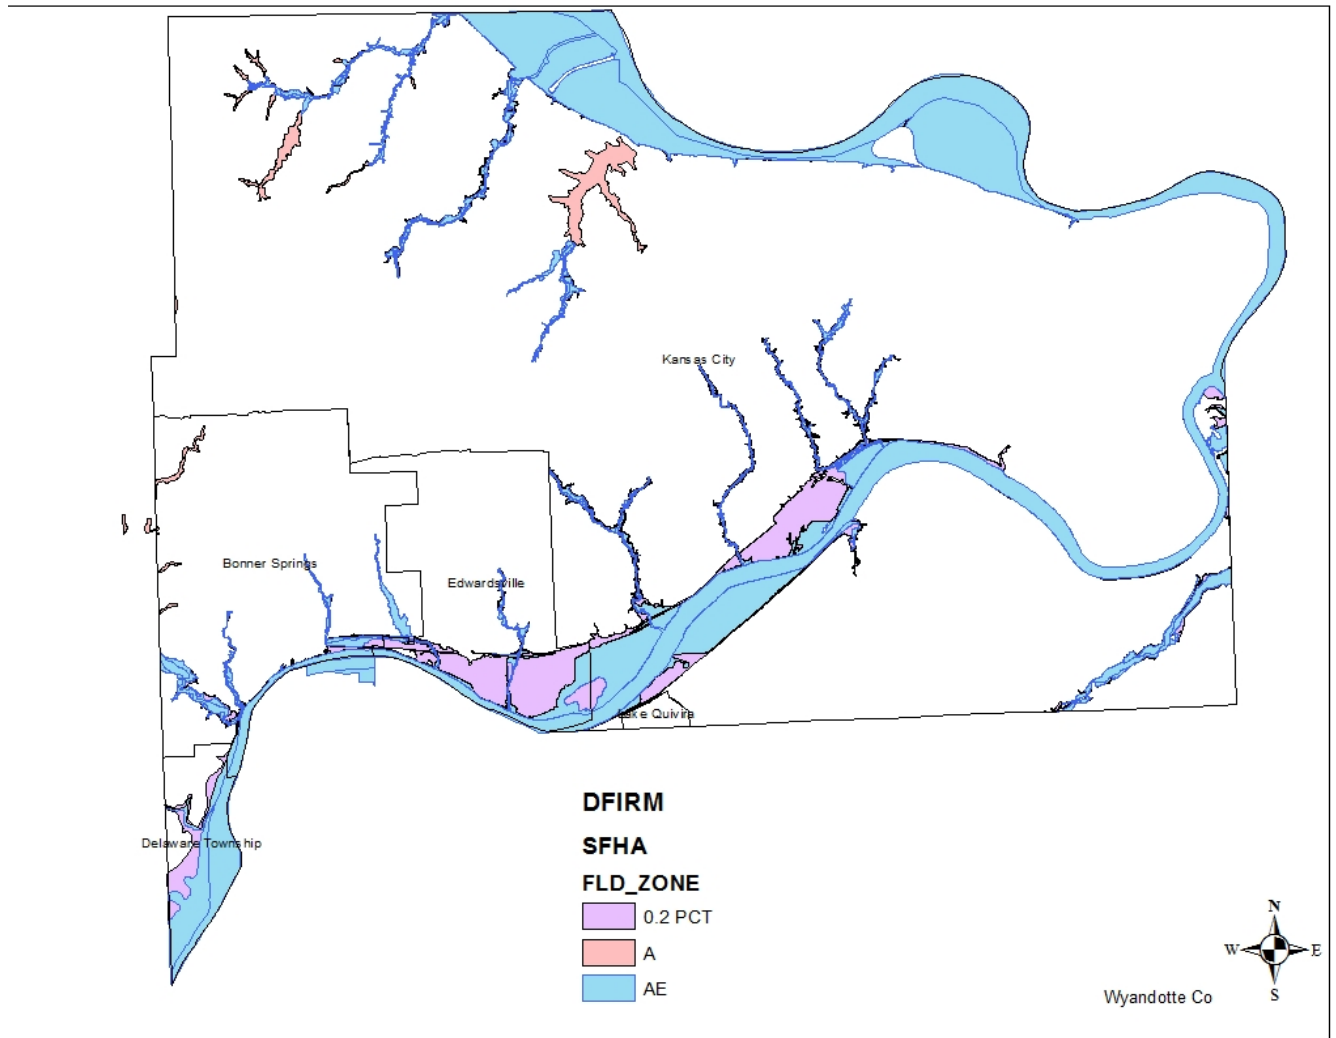 Kansas City
Bonner Springs
Edwardsville
Lake Quivira
Delaware Township
DFIRM
SFHA
FLD_ZONE
0.2 PCT
A
AE
N
W
E
S
Wyandotte Co